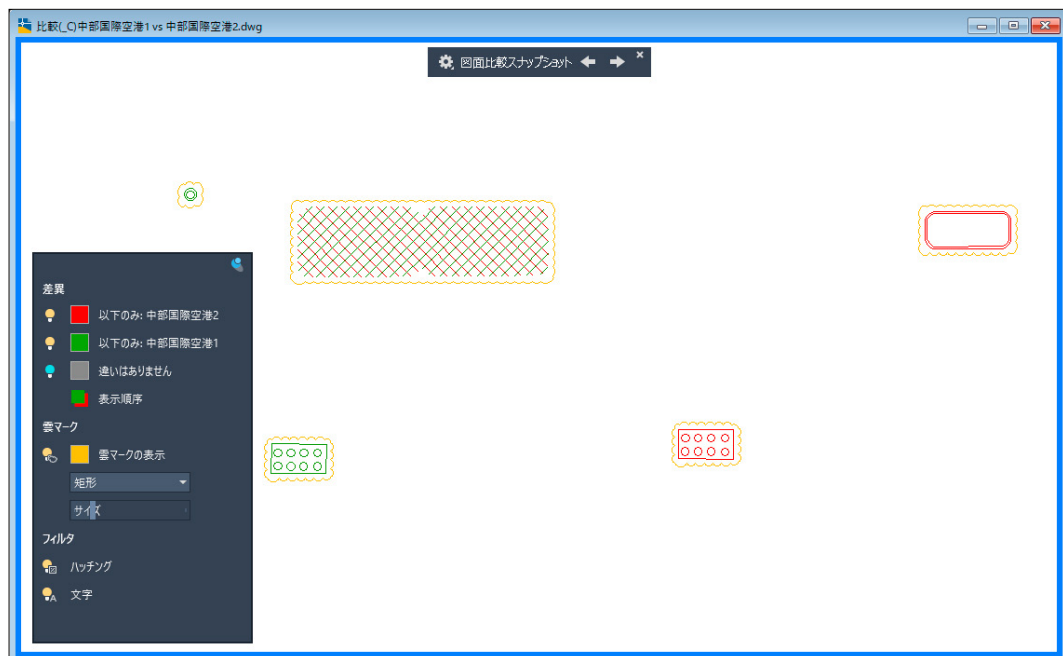 比較(_C)中部国際空港1 vs 中部国際空港2.dwg
図面比較スナップショット
差異
以下のみ: 中部国際空港2
以下のみ: 中部国際空港1
違いはありません
表示順序
雲マーク
雲マークの表示
矩形
サイズ
フィルタ
ハッチング
A 文字